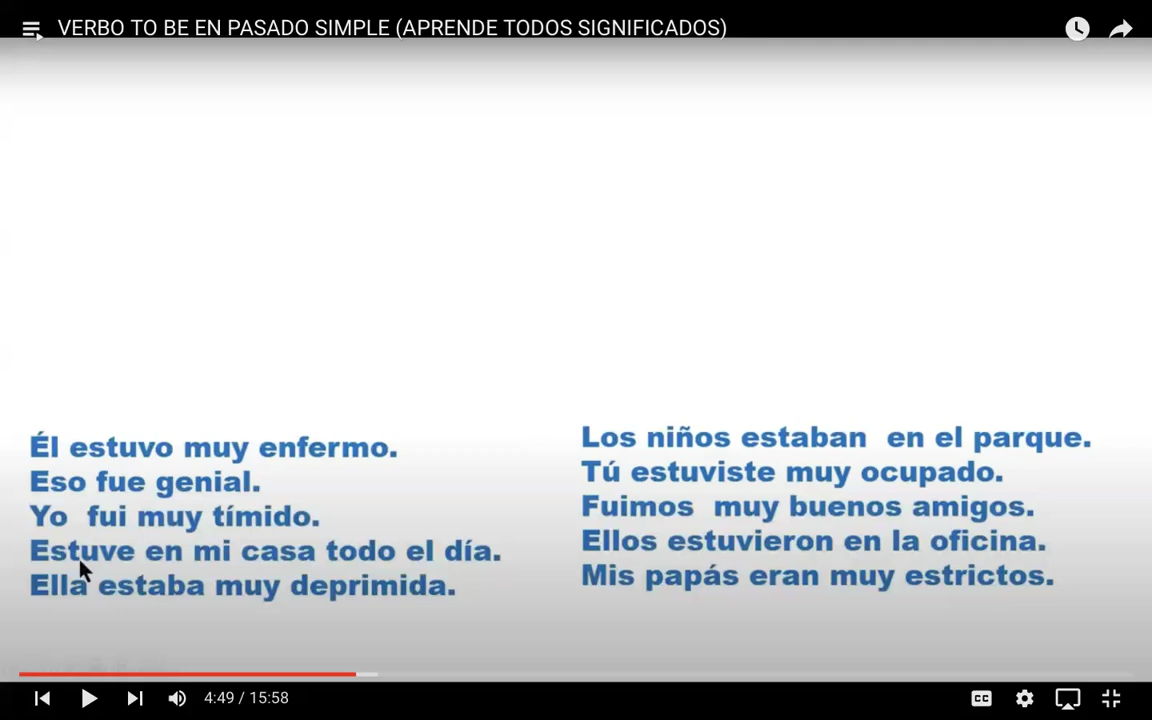 VERBO TO BE EN PASADO SIMPLE (APRENDE TODOS SIGNIFICADOS)
Él estuvo muy enfermo.
Eso fue genial.
Yo fui muy tímido.
Estuve en mi casa todo el día.
Ella estaba muy deprimida.
Los niños estaban en el parque.
Tú estuviste muy ocupado.
Fuimos muy buenos amigos.
Ellos estuvieron en la oficina.
Mis papás eran muy estrictos.
4:49 / 15:58
CC